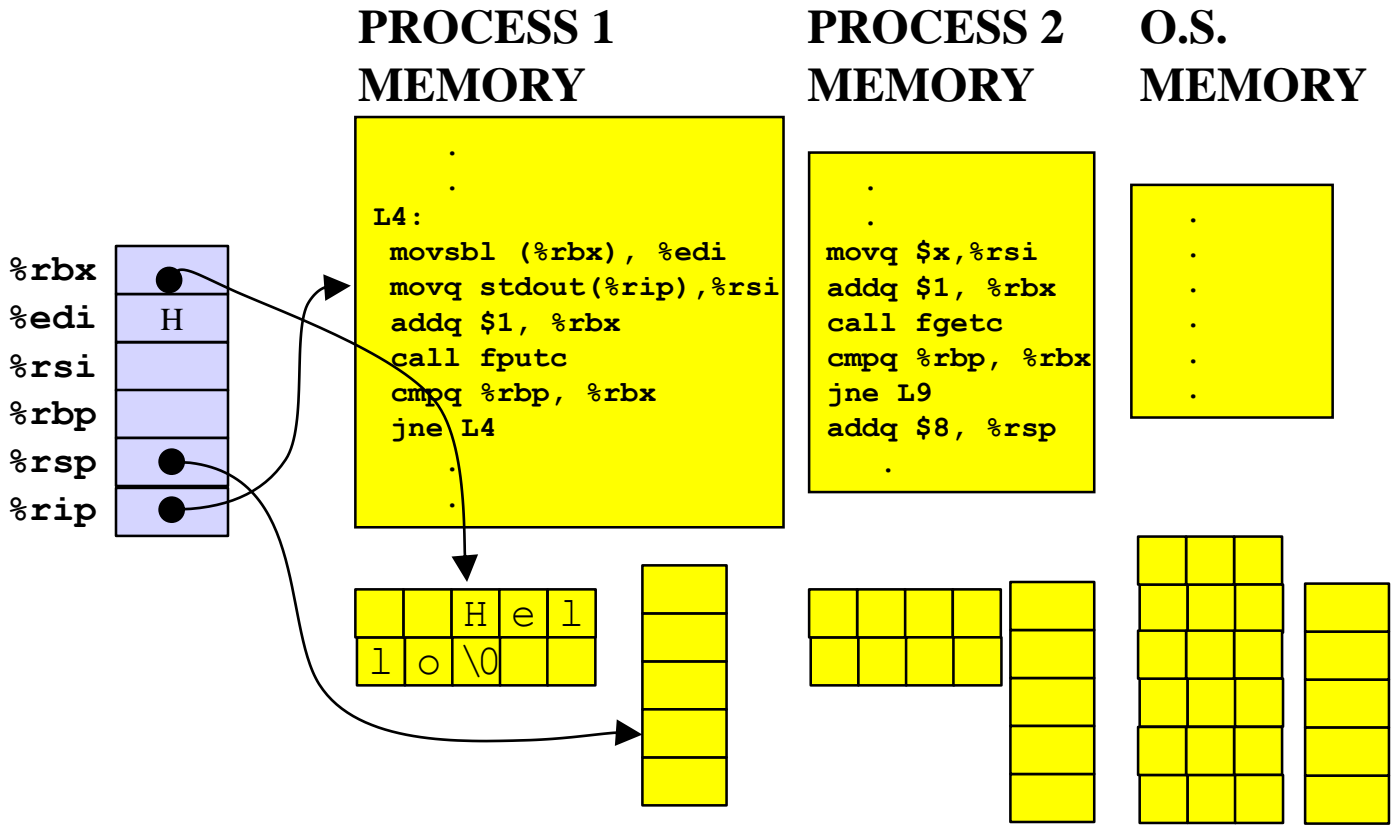 PROCESS 1 MEMORY
PROCESS 2 MEMORY
O.S. MEMORY
%rbx
%edi H
%rsi
%rbp
%rsp
%rip
.
.
L4:
movsbl (%rbx), %edi
movq stdout(%rip),%rsi
addq $1, %rbx
call fputc
cmpq %rbp, %rbx
jne L4
.
.
H e l
l o \0
.
.
movq $x,%rsi
addq $1, %rbx
call fgetc
cmpq %rbp, %rbx
jne L9
addq $8, %rsp
.
.
.
.
.
.
.